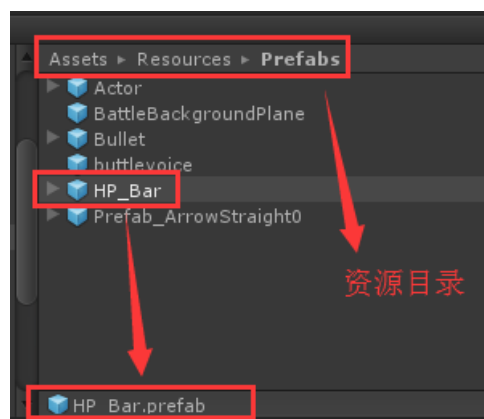 Assets ▸ Resources ▸ Prefabs
Actor
BattleBackgroundPlane
Bullet
buttlevoice
HP_Bar
Prefab_ArrowStraight0
资源目录
HP_Bar.prefab